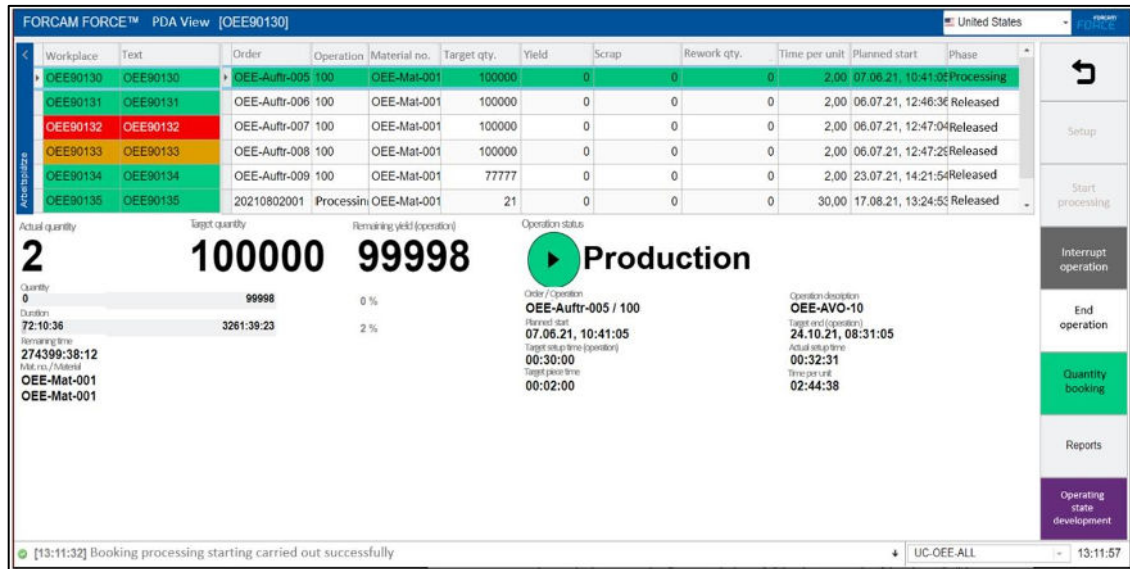 FORCAM FORCE™ PDA View [OEE90130] United States FORCAM FORCE
Workplace Text Order Operation Material no. Target qty. Yield Scrap Rework qty. Time per unit Planned start Phase
OEE90130 OEE90130 OEE-Auftr-005 100 OEE-Mat-001 100000 0 0 0 2,00 07.06.21, 10:41:05 Processing
OEE90131 OEE90131 OEE-Auftr-006 100 OEE-Mat-001 100000 0 0 0 2,00 06.07.21, 12:46:36 Released
OEE90132 OEE90132 OEE-Auftr-007 100 OEE-Mat-001 100000 0 0 0 2,00 06.07.21, 12:47:04 Released
OEE90133 OEE90133 OEE-Auftr-008 100 OEE-Mat-001 100000 0 0 0 2,00 06.07.21, 12:47:29 Released
OEE90134 OEE90134 OEE-Auftr-009 100 OEE-Mat-001 77777 0 0 0 2,00 23.07.21, 14:21:54 Released
OEE90135 OEE90135 20210802001 Processin OEE-Mat-001 21 0 0 0 30,00 17.08.21, 13:24:53 Released
Arbeitsplätze
Actual quantity Target quantity Remaining yield (operation) Operation status
2 100000 99998 Production
Quantity
0 99998 0 %
Duration
72:10:36 3261:39:23 2 %
Remaining time
274399:38:12
Mat. no. / Material
OEE-Mat-001
OEE-Mat-001
Order / Operation Operation description
OEE-Auftr-005 / 100 OEE-AVO-10
Planned start Target end (operation)
07.06.21, 10:41:05 24.10.21, 08:31:05
Target setup time (operation) Actual setup time
00:30:00 00:32:31
Target piece time Time per unit
00:02:00 02:44:38
Setup
Start
processing
Interrupt
operation
End
operation
Quantity
booking
Reports
Operating
state
development
[13:11:32] Booking processing starting carried out successfully UC-OEE-ALL 13:11:57